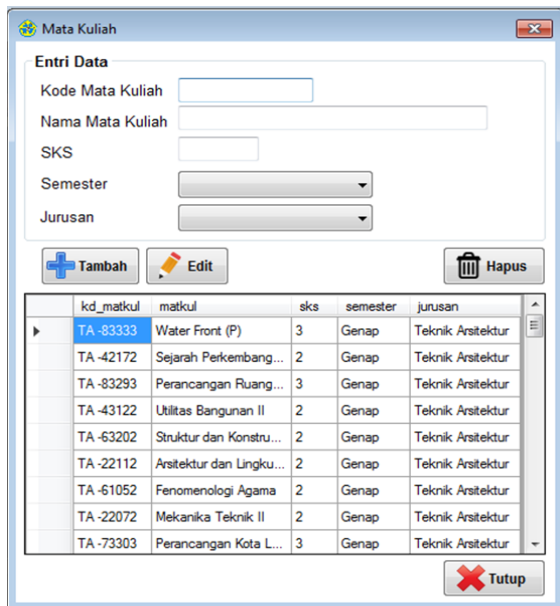 Mata Kuliah
Entri Data
Kode Mata Kuliah
Nama Mata Kuliah
SKS
Semester
Jurusan
Tambah Edit Hapus
kd_matkul matkul sks semester jurusan
TA -83333 Water Front (P) 3 Genap Teknik Arsitektur
TA -42172 Sejarah Perkembang... 2 Genap Teknik Arsitektur
TA -83293 Perancangan Ruang... 3 Genap Teknik Arsitektur
TA -43122 Utilitas Bangunan II 2 Genap Teknik Arsitektur
TA -63202 Struktur dan Konstru... 2 Genap Teknik Arsitektur
TA -22112 Arsitektur dan Lingku... 2 Genap Teknik Arsitektur
TA -61052 Fenomenologi Agama 2 Genap Teknik Arsitektur
TA -22072 Mekanika Teknik II 2 Genap Teknik Arsitektur
TA -73303 Perancangan Kota L... 3 Genap Teknik Arsitektur
Tutup